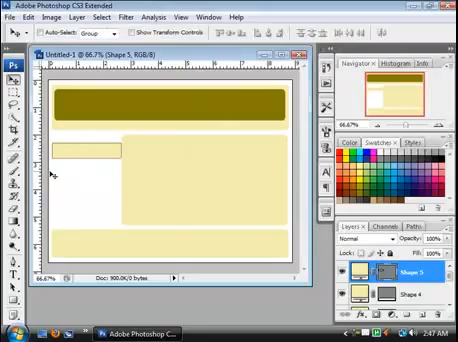 Adobe Photoshop CS3 Extended
File Edit Image Layer Select Filter Analysis View Window Help
Auto-Select: Group Show Transform Controls
Untitled-1 @ 66.7% (Shape 5, RGB/8)
Ps
Navigator Histogram Info
66.67%
Color Swatches Styles
Layers Channels Paths
Normal Opacity: 100%
Lock: Fill: 100%
Shape 5
Shape 4
66.67% Doc: 900.0K/0 bytes
Adobe Photoshop C... 2:47 AM